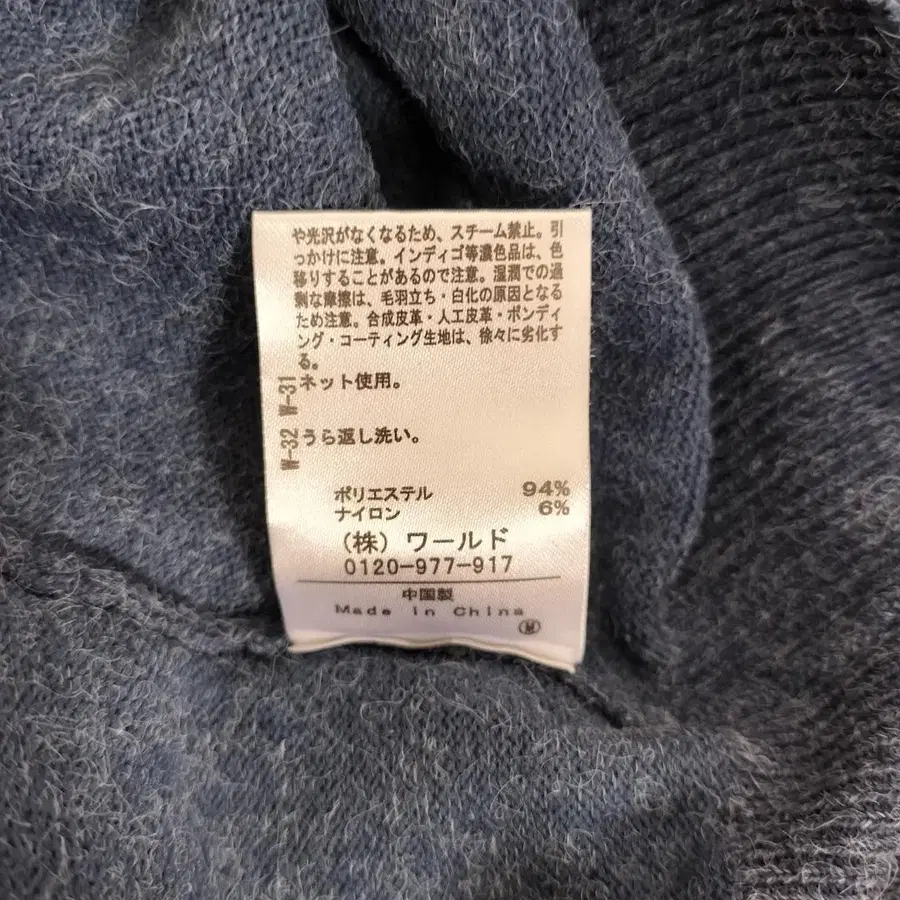 や光沢がなくなるため、スチーム禁止。引
っかけに注意。インディゴ等濃色品は、色
移りすることがあるので注意。湿潤での過
剰な摩擦は、毛羽立ち・白化の原因となる
ため注意。合成皮革・人工皮革・ボンディ
ング・コーティング生地は、徐々に劣化す
る。
W-31 ネット使用。
W-32 うら返し洗い。
ポリエステル 94%
ナイロン 6%
（株）ワールド
0120-977-917
中国製
Made in China
M